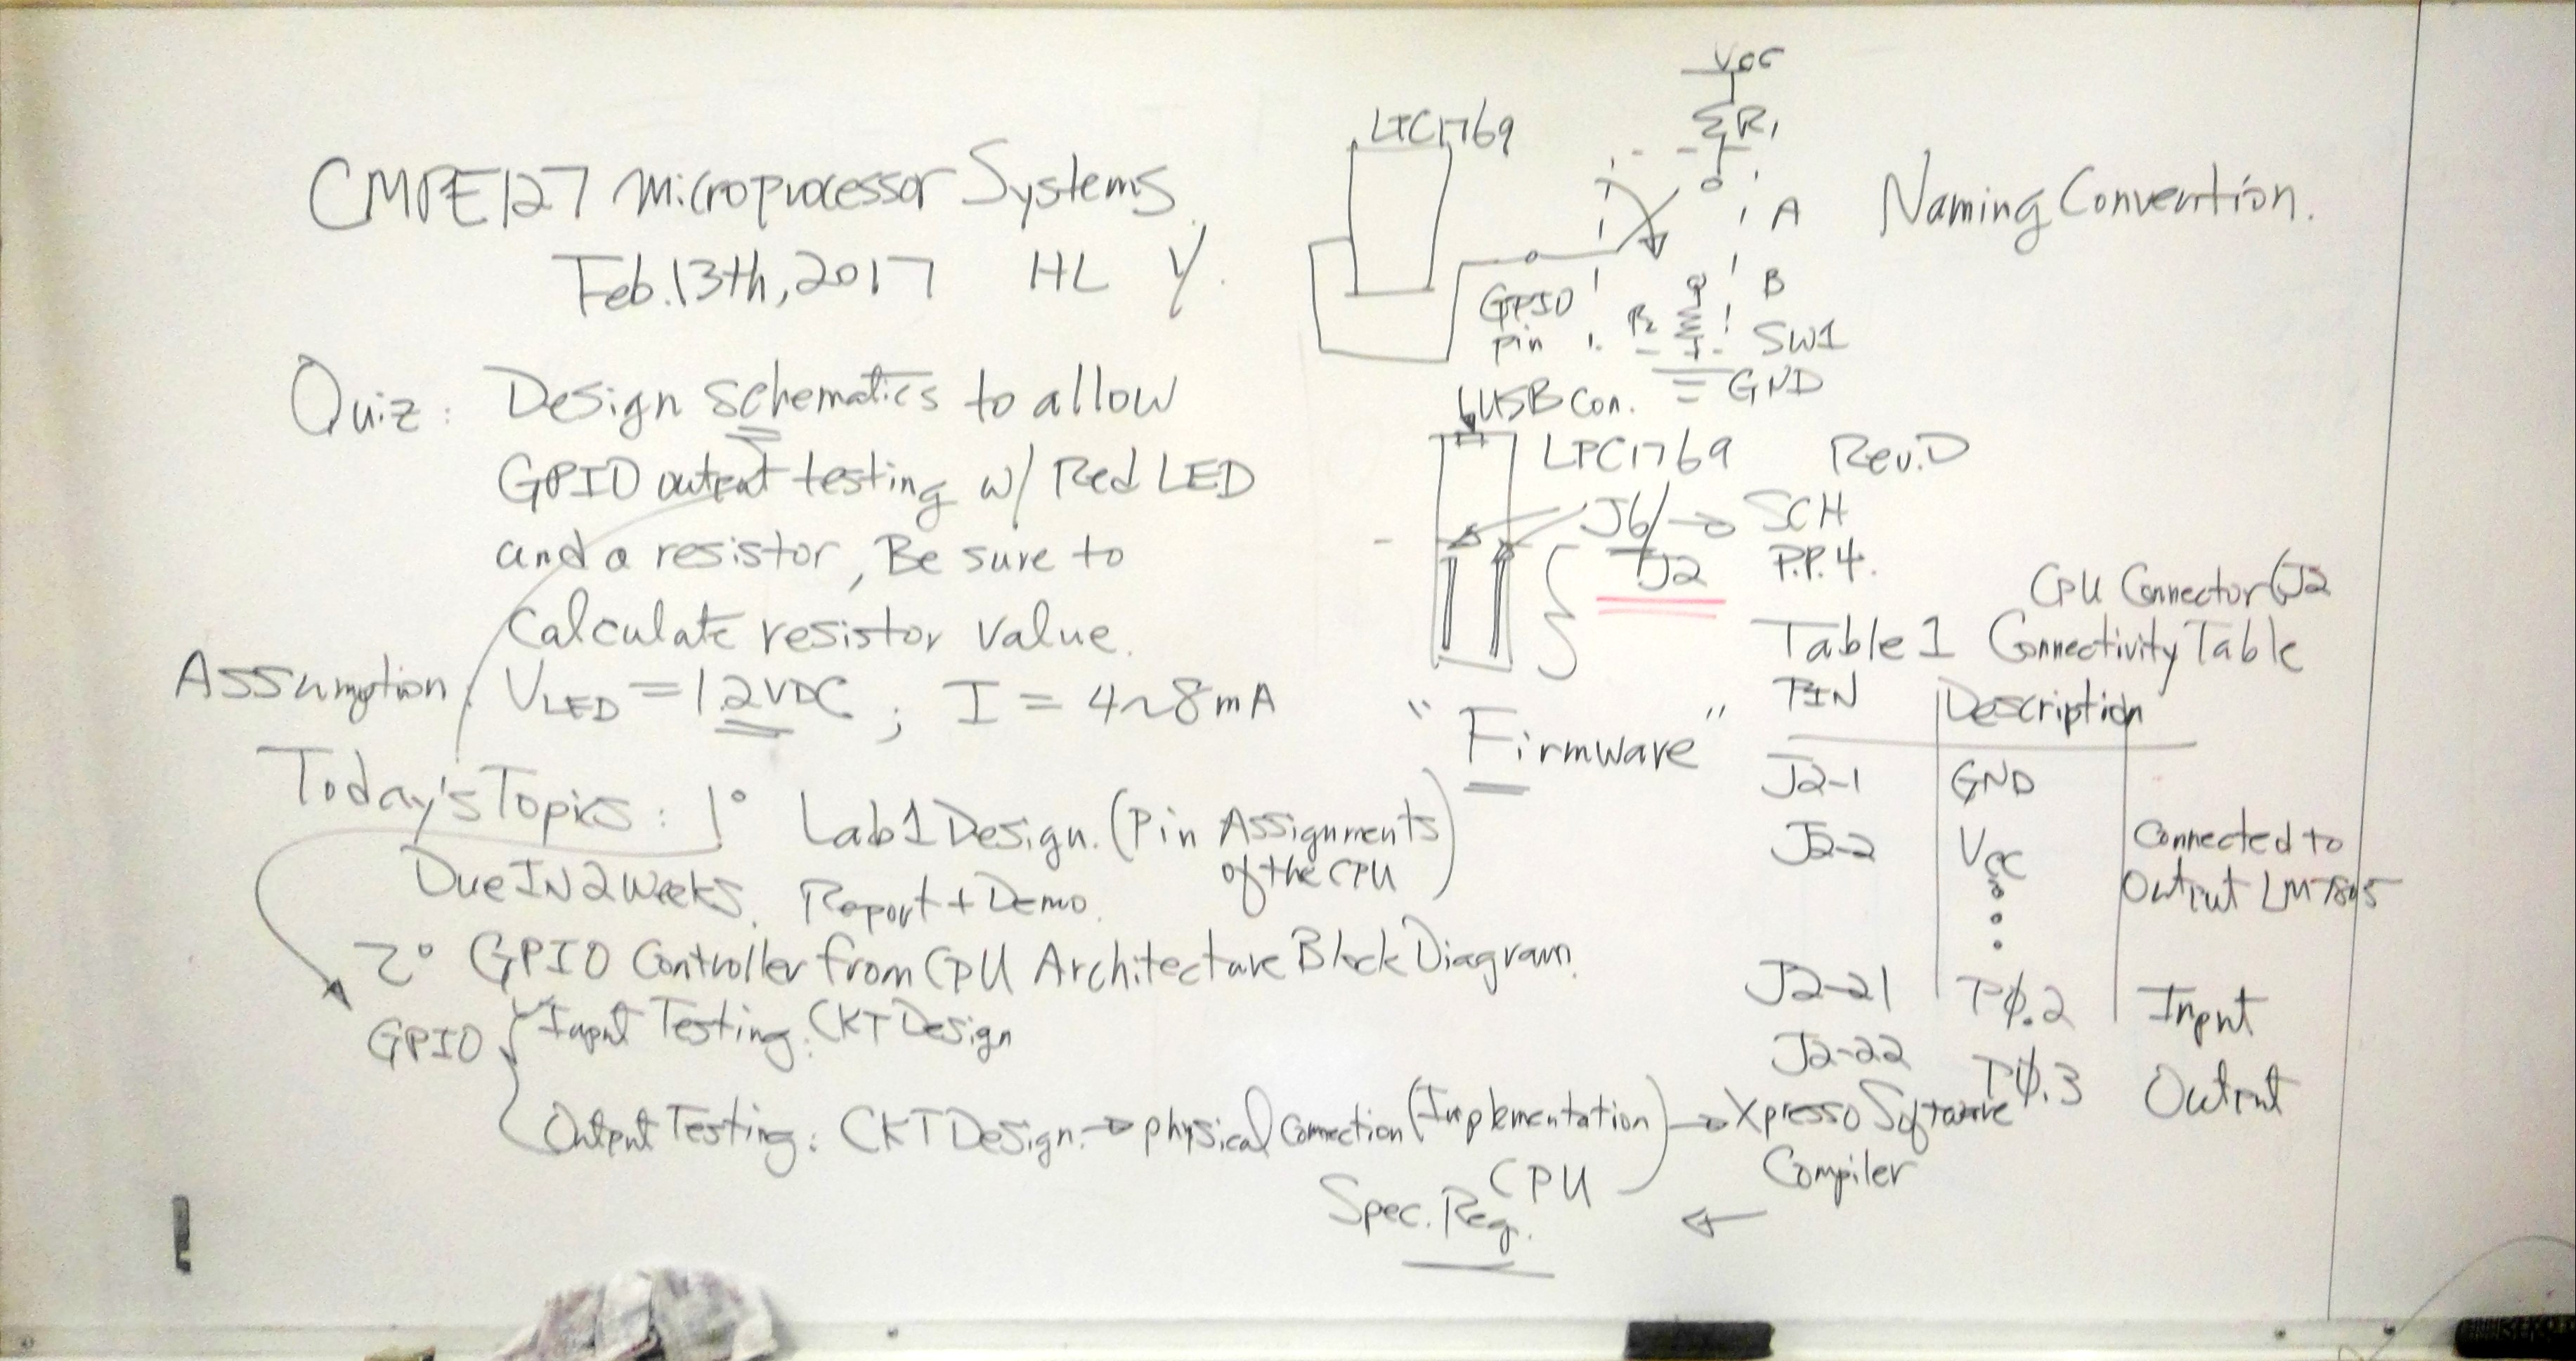 CMPE127 Microprocessor Systems.
Feb.13th, 2017 HL Y.
Quiz: Design schematics to allow
GPIO output testing w/ Red LED
and a resistor, Be sure to
Calculate resistor value.
Assumption: VLED = 1.2VDC ; I = 4~8mA
Today's Topics: 1° Lab1 Design. (Pin Assignments
of the CPU)
Due IN 2 Weeks. Report + Demo.
2° GPIO Controller from CPU Architecture Block Diagram.
GPIO { Input Testing: CKT Design
Output Testing: CKT Design. → physical Connection (Implementation) → Xpresso Software
Compiler
CPU
Spec. Reg. ←
Vcc
R1
LPC1769
A
GPIO
pin
R2
B
SW1
GND
Naming Convention.
USB Con.
LPC1769 Rev.D
J6/ → SCH
J2 P.P.4.
"Firmware"
CPU Connector (J2
Table 1 Connectivity Table
PIN Description
J2-1 GND
J2-2 VCC Connected to
Output LM7805
J2-21 PØ.2 Input
J2-22 PØ.3 Output